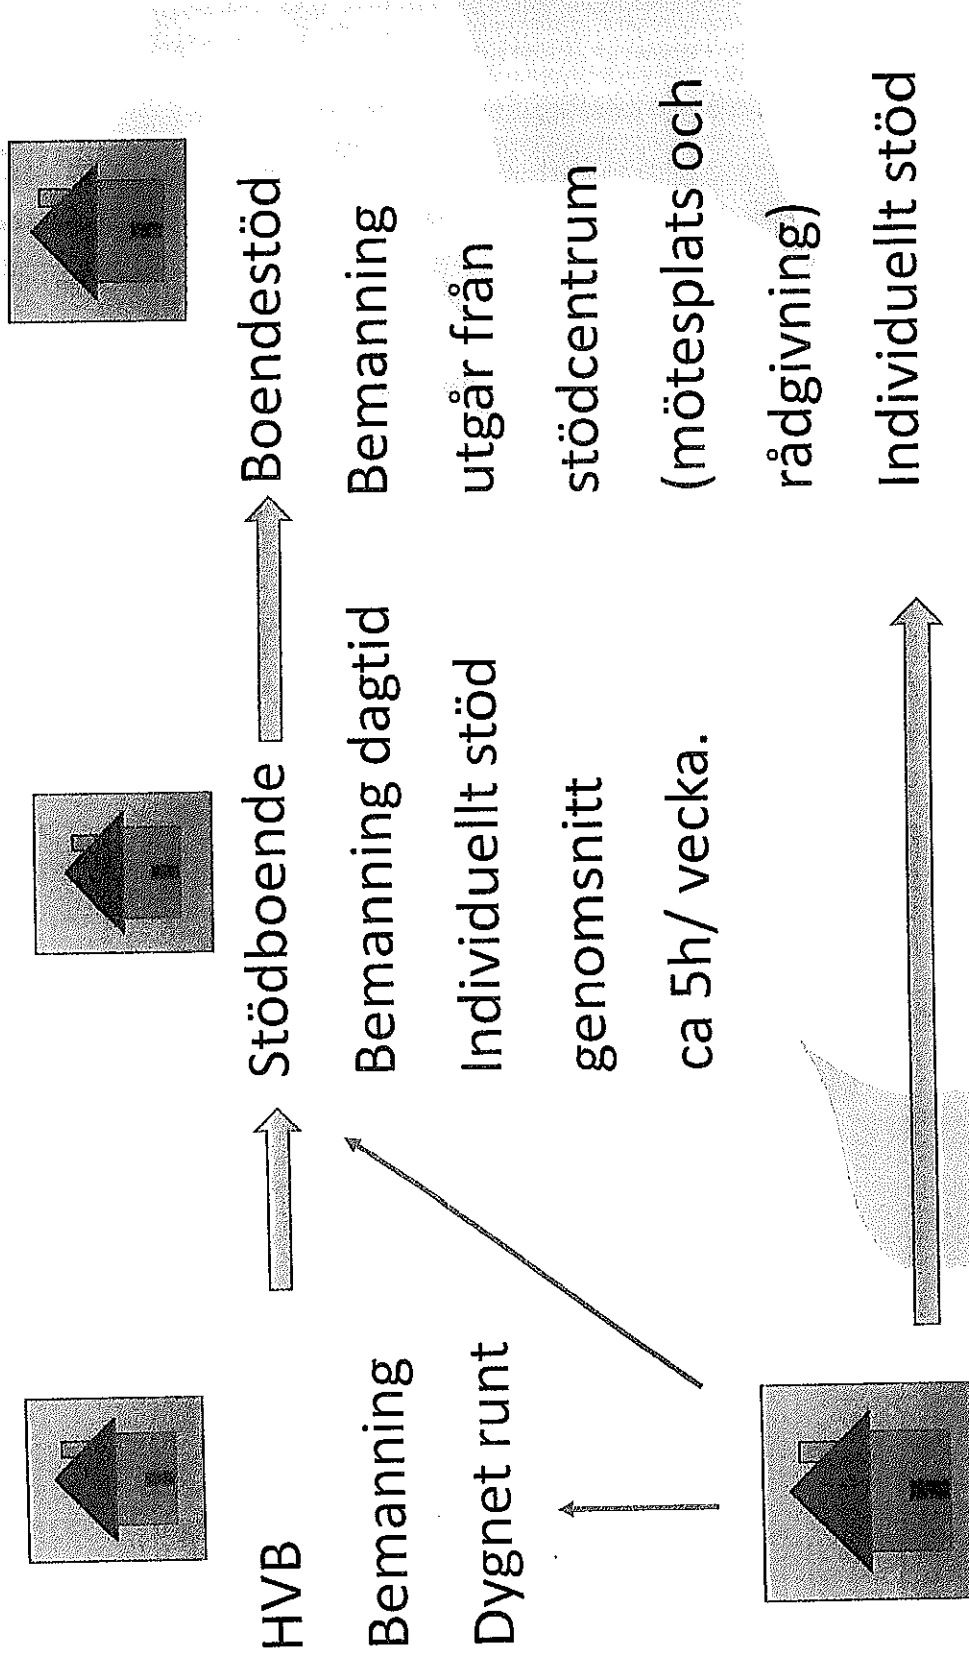 HVB
Bemanning
Dygnet runt
Stödboende
Bemanning dagtid
Individuellt stöd
genomsnitt
ca 5h/ vecka.
Boendestöd
Bemanning
utgår från
stödcentrum
(mötesplats och
rådgivning)
Individuellt stöd